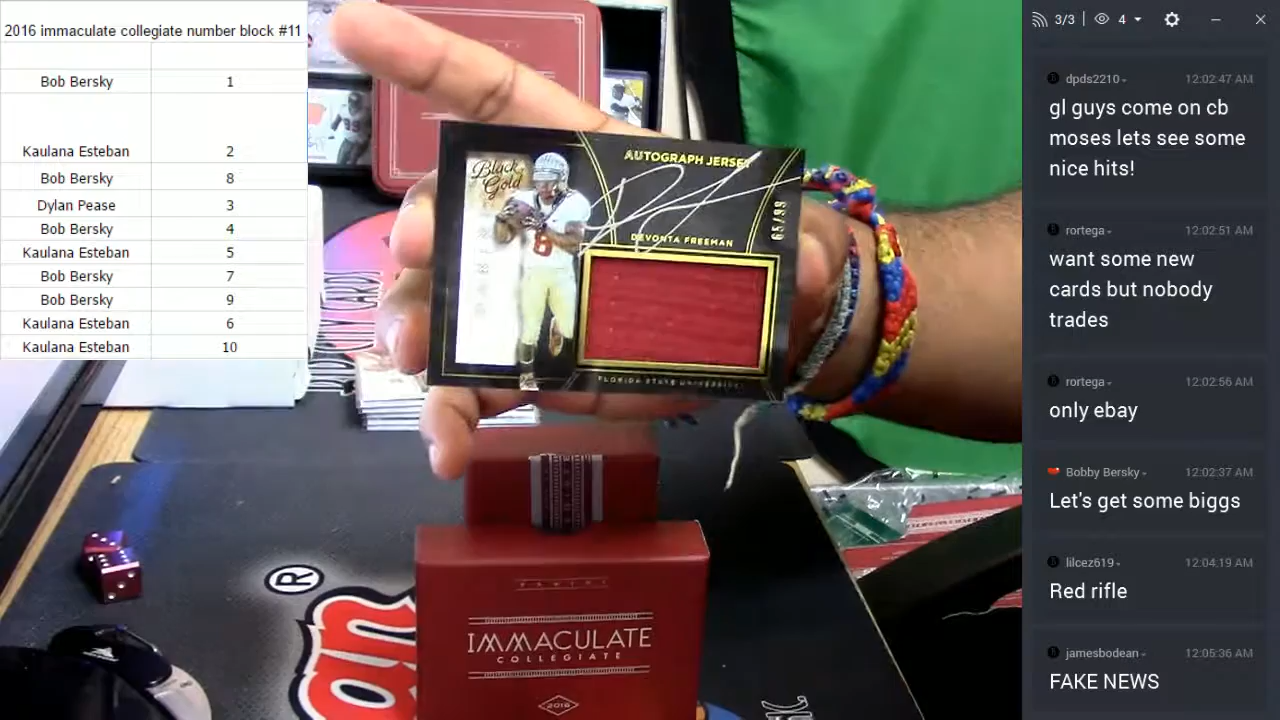 2016 immaculate collegiate number block #11
Bob Bersky 1
Kaulana Esteban 2
Bob Bersky 8
Dylan Pease 3
Bob Bersky 4
Kaulana Esteban 5
Bob Bersky 7
Bob Bersky 9
Kaulana Esteban 6
Kaulana Esteban 10
Black Gold
AUTOGRAPH JERSEY
65/99
DEVONTA FREEMAN
8
FLORIDA STATE UNIVERSITY
®
an
PANINI
IMMACULATE
COLLEGIATE
2016
3/3 4
dpds2210 12:02:47 AM
gl guys come on cb
moses lets see some
nice hits!
rortega 12:02:51 AM
want some new
cards but nobody
trades
rortega 12:02:56 AM
only ebay
Bobby Bersky 12:02:37 AM
Let's get some biggs
lilcez619 12:04:19 AM
Red rifle
jamesbodean 12:05:36 AM
FAKE NEWS